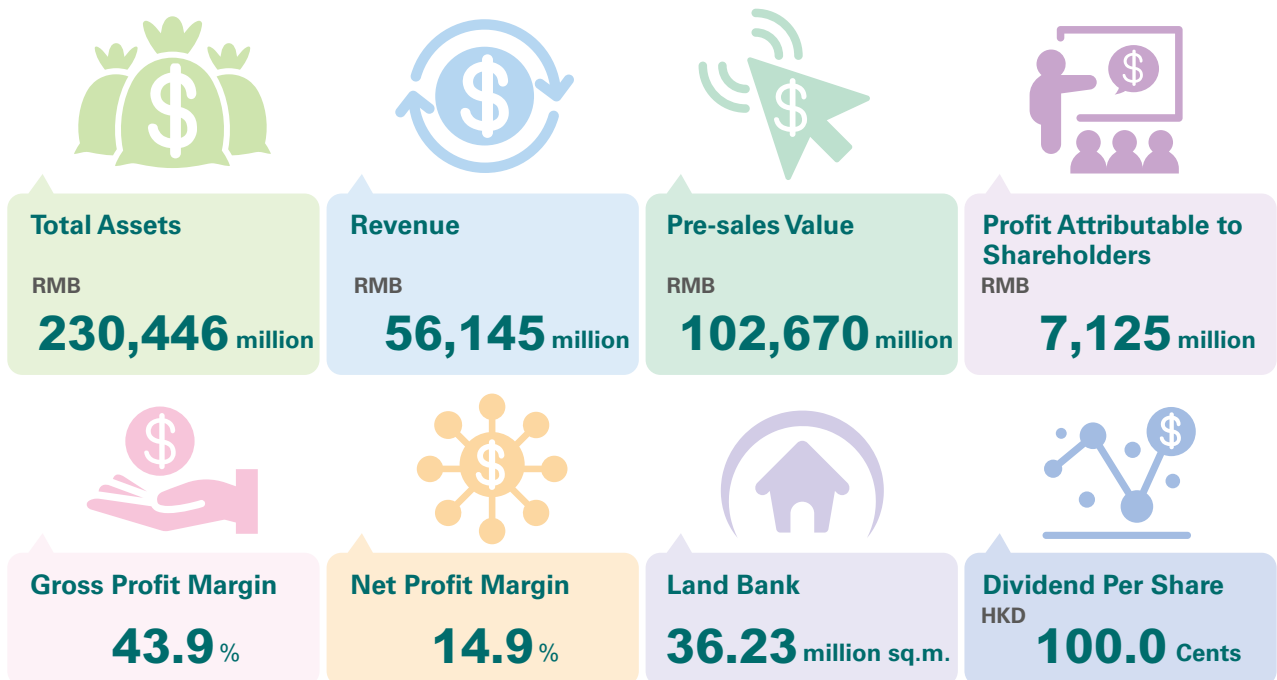 Total Assets
RMB
230,446 million
Revenue
RMB
56,145 million
Pre-sales Value
RMB
102,670 million
Profit Attributable to
Shareholders
RMB
7,125 million
Gross Profit Margin
43.9 %
Net Profit Margin
14.9 %
Land Bank
36.23 million sq.m.
Dividend Per Share
HKD
100.0 Cents